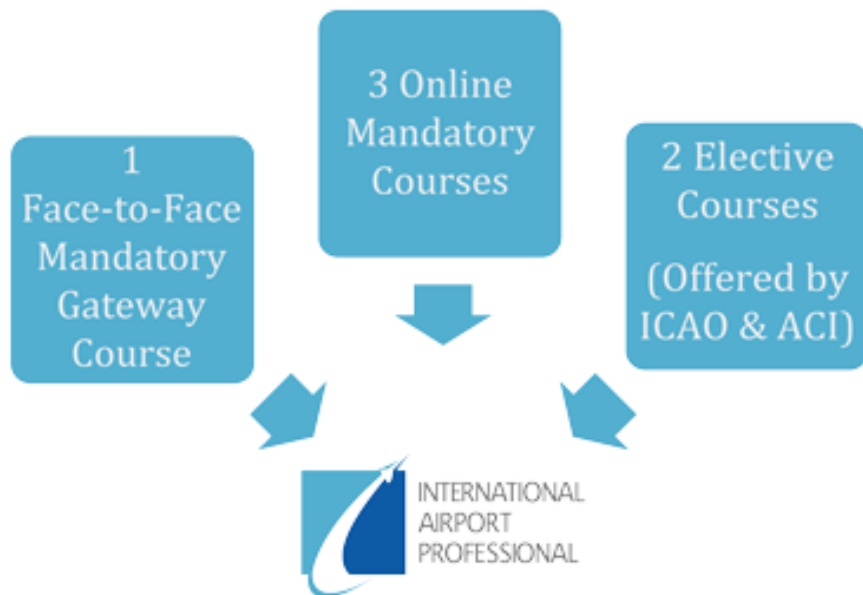 1
Face-to-Face
Mandatory
Gateway
Course
3 Online
Mandatory
Courses
2 Elective
Courses
(Offered by
ICAO & ACI)
INTERNATIONAL
AIRPORT
PROFESSIONAL